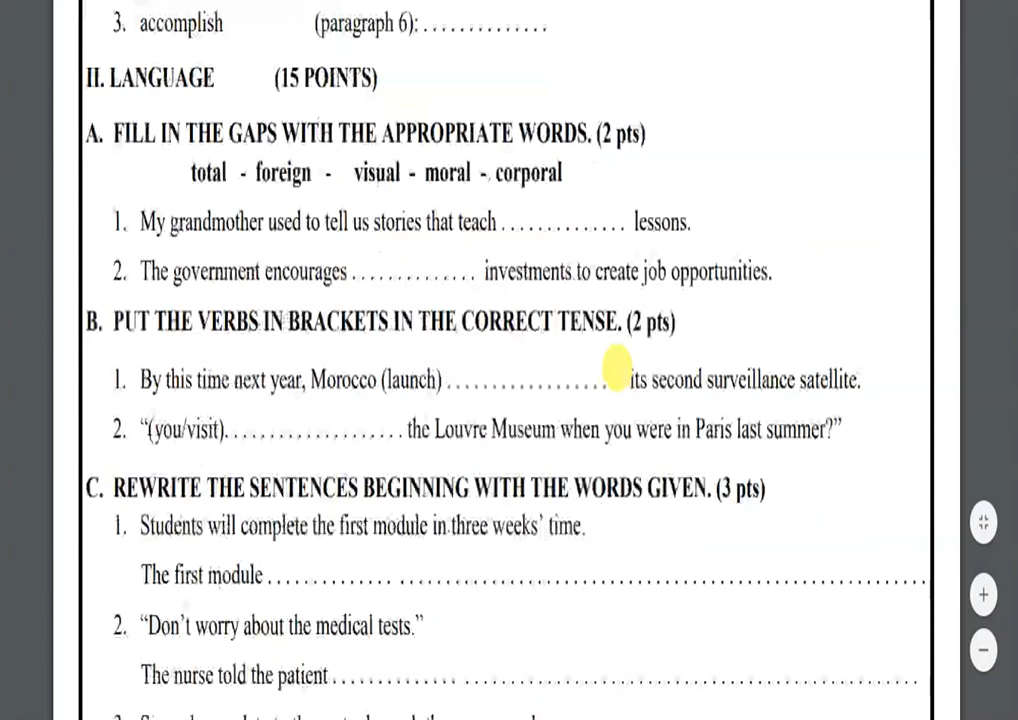 3. accomplish (paragraph 6): . . . . . . . . . . . . . .
II. LANGUAGE (15 POINTS)
A. FILL IN THE GAPS WITH THE APPROPRIATE WORDS. (2 pts)
total - foreign - visual - moral - corporal
1. My grandmother used to tell us stories that teach . . . . . . . . . . . . . . lessons.
2. The government encourages . . . . . . . . . . . . . . investments to create job opportunities.
B. PUT THE VERBS IN BRACKETS IN THE CORRECT TENSE. (2 pts)
1. By this time next year, Morocco (launch) . . . . . . . . . . . . . . . . . . its second surveillance satellite.
2. “(you/visit). . . . . . . . . . . . . . . . . . . . the Louvre Museum when you were in Paris last summer?”
C. REWRITE THE SENTENCES BEGINNING WITH THE WORDS GIVEN. (3 pts)
1. Students will complete the first module in three weeks’ time.
The first module . . . . . . . . . . . . . . . . . . . . . . . . . . . . . . . . . . . . . . . . . . . . . . . . . . . . . . . . . . . . . . . . . . . . . . . .
2. “Don’t worry about the medical tests.”
The nurse told the patient . . . . . . . . . . . . . . . . . . . . . . . . . . . . . . . . . . . . . . . . . . . . . . . . . . . . . . . . . . . . . . . .